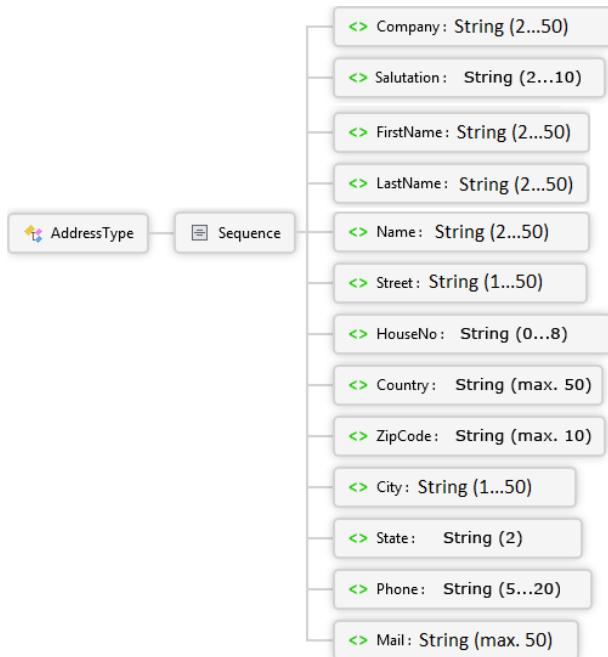 Company: String (2...50)
Salutation: String (2...10)
FirstName: String (2...50)
LastName: String (2...50)
AddressType
Sequence
Name: String (2...50)
Street: String (1...50)
HouseNo: String (0...8)
Country: String (max. 50)
ZipCode: String (max. 10)
City: String (1...50)
State: String (2)
Phone: String (5...20)
Mail: String (max. 50)